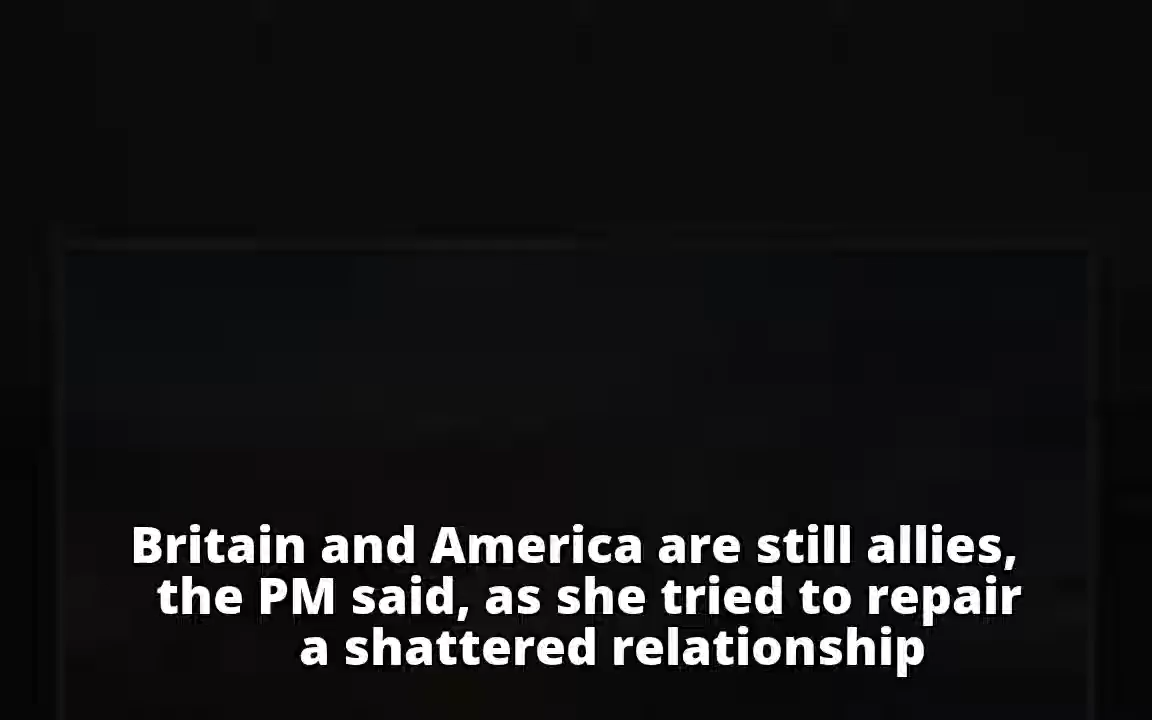 Britain and America are still allies,
the PM said, as she tried to repair
a shattered relationship